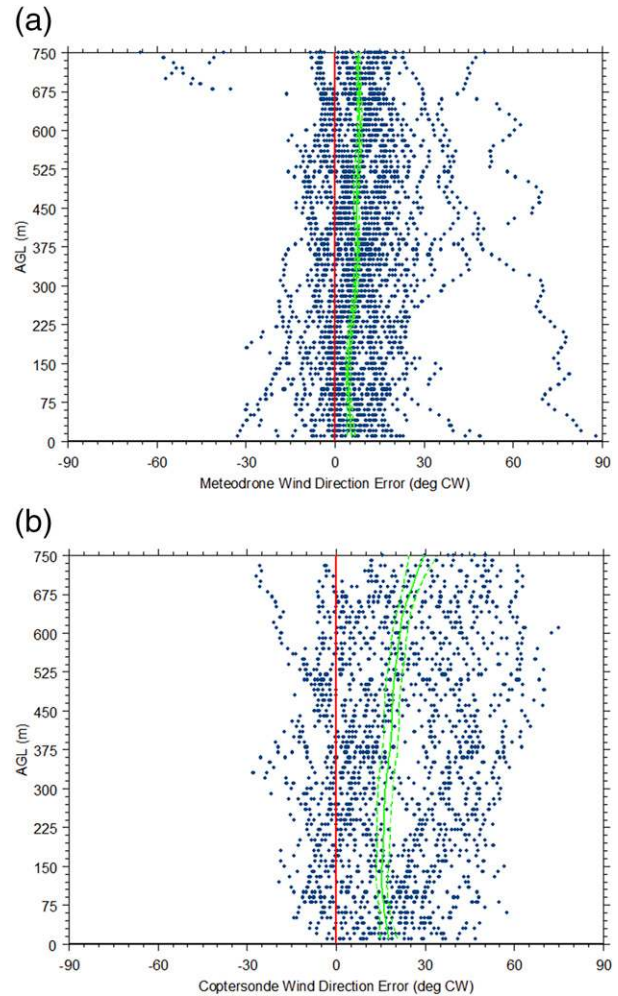 (a)
750
675
600
525
450
375
300
225
150
75
0
AGL (m)
-90 -60 -30 0 30 60 90
Meteodrone Wind Direction Error (deg CW)
(b)
750
675
600
525
450
375
300
225
150
75
0
AGL (m)
-90 -60 -30 0 30 60 90
Coptersonde Wind Direction Error (deg CW)